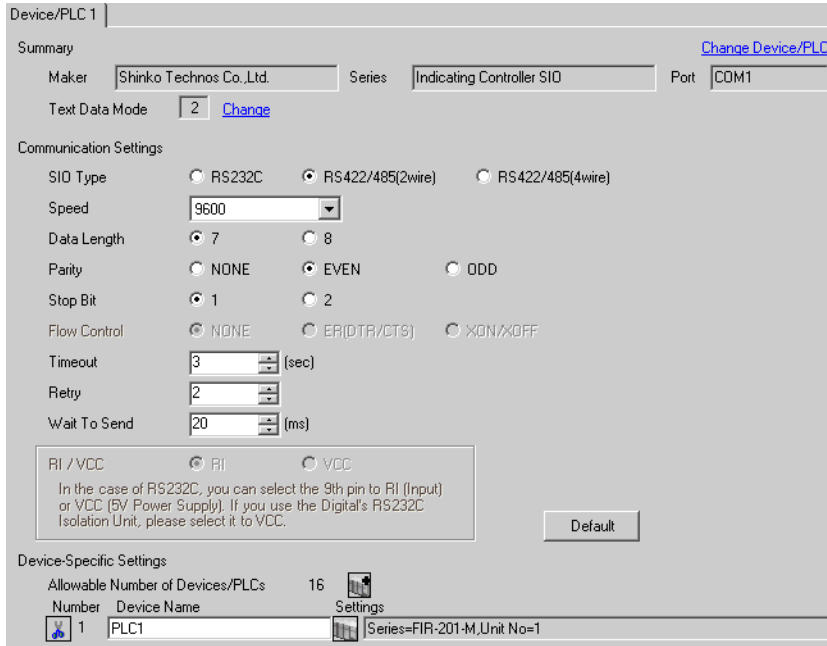 Device/PLC 1
Summary Change Device/PLC
Maker Shinko Technos Co.,Ltd. Series Indicating Controller SIO Port COM1
Text Data Mode 2 Change
Communication Settings
SIO Type RS232C RS422/485(2wire) RS422/485(4wire)
Speed 9600
Data Length 7 8
Parity NONE EVEN ODD
Stop Bit 1 2
Flow Control NONE ER(DTR/CTS) XON/XOFF
Timeout 3 (sec)
Retry 2
Wait To Send 20 (ms)
RI / VCC RI VCC
In the case of RS232C, you can select the 9th pin to RI (Input)
or VCC (5V Power Supply). If you use the Digital's RS232C
Isolation Unit, please select it to VCC.
Default
Device-Specific Settings
Allowable Number of Devices/PLCs 16
Number Device Name Settings
1 PLC1 Series=FIR-201-M,Unit No=1